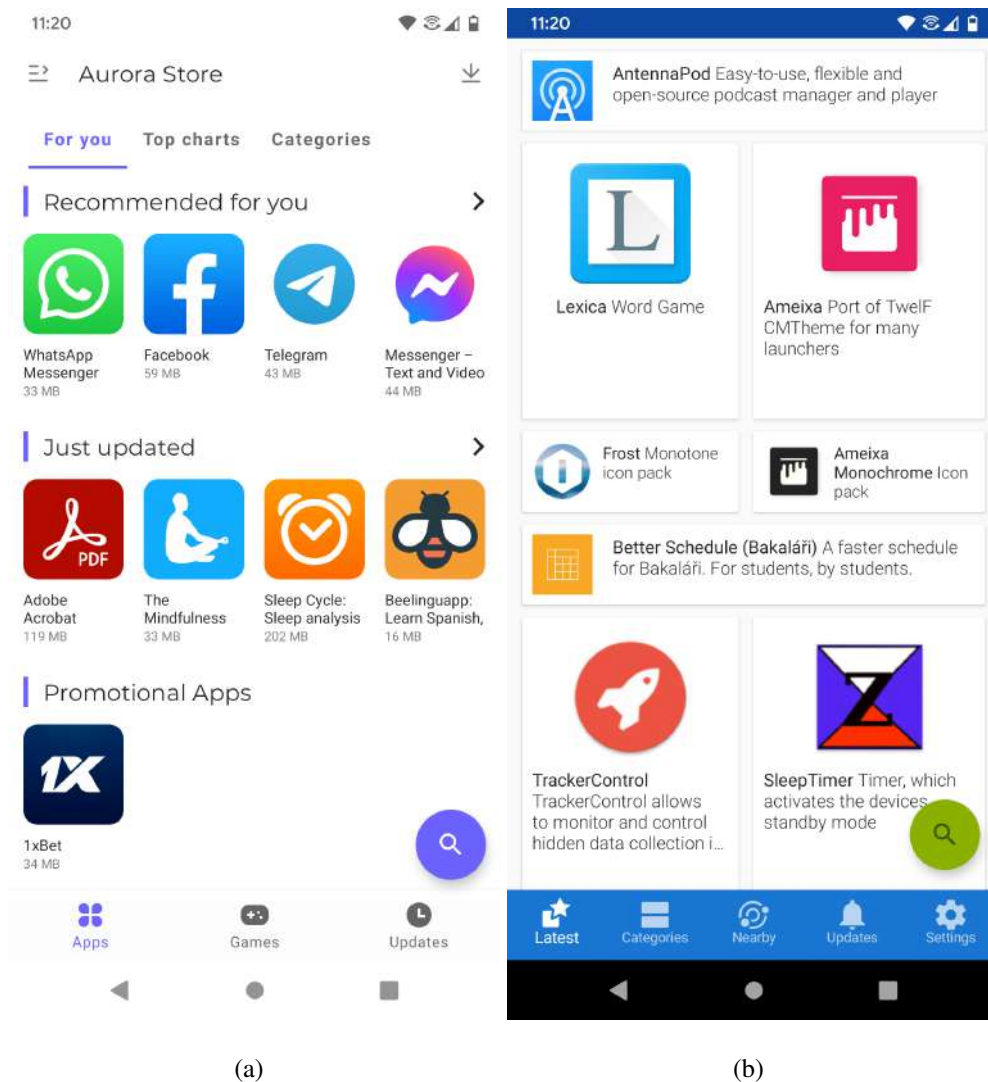 11:20
Aurora Store
For you Top charts Categories
Recommended for you
WhatsApp
Messenger
33 MB
Facebook
59 MB
Telegram
43 MB
Messenger –
Text and Video
44 MB
Just updated
PDF
Adobe
Acrobat
119 MB
The
Mindfulness
33 MB
Sleep Cycle:
Sleep analysis
202 MB
Beelinguapp:
Learn Spanish,
16 MB
Promotional Apps
1X
1xBet
34 MB
Apps Games Updates
(a)
11:20
AntennaPod Easy-to-use, flexible and
open-source podcast manager and player
L
Lexica Word Game
Ameixa Port of TwelF
CMTheme for many
launchers
Frost Monotone
icon pack
Ameixa
Monochrome Icon
pack
Better Schedule (Bakaláři) A faster schedule
for Bakaláři. For students, by students.
TrackerControl
TrackerControl allows
to monitor and control
hidden data collection i...
Z
SleepTimer Timer, which
activates the devices
standby mode
Latest Categories Nearby Updates Settings
(b)